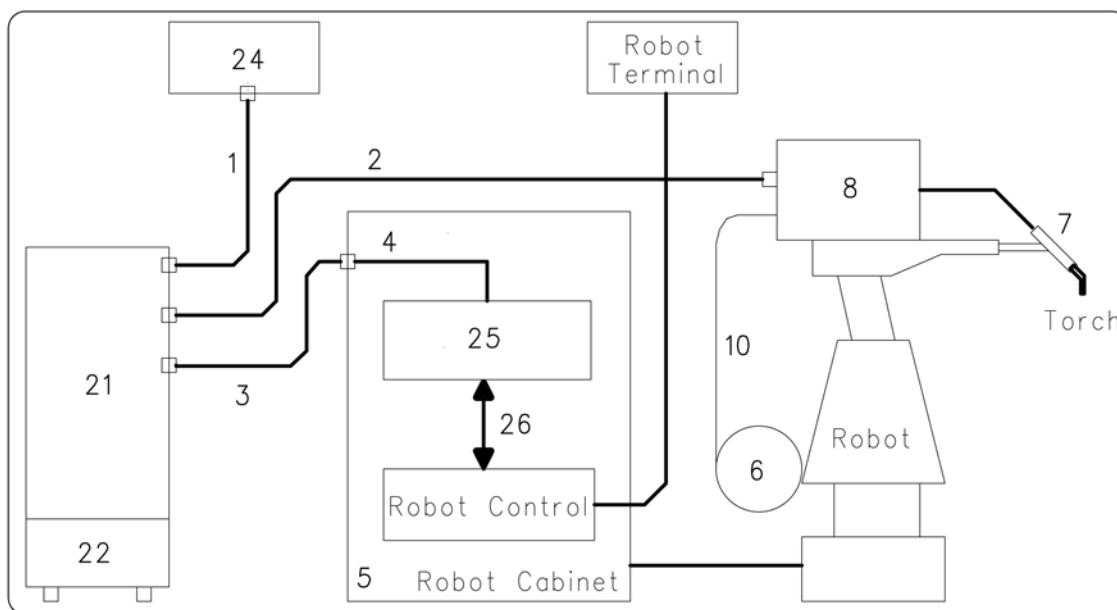 24
Robot
Terminal
1
2
8
7
4
Torch
25
10
21
3
26
Robot
6
Robot Control
22
5
Robot Cabinet